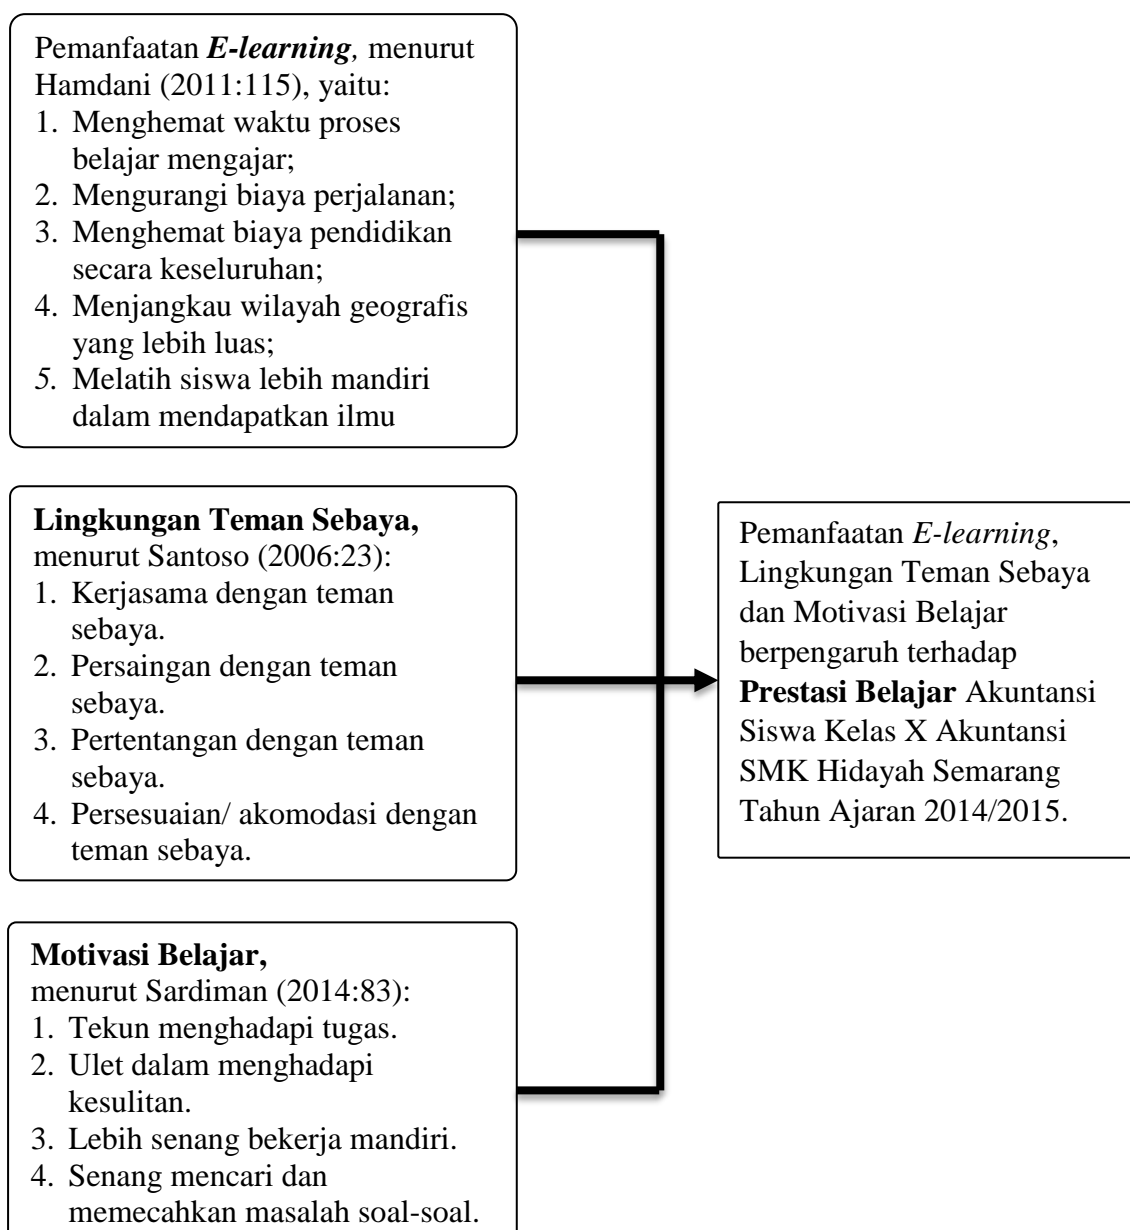 Pemanfaatan E-learning, menurut
Hamdani (2011:115), yaitu:
1. Menghemat waktu proses
belajar mengajar;
2. Mengurangi biaya perjalanan;
3. Menghemat biaya pendidikan
secara keseluruhan;
4. Menjangkau wilayah geografis
yang lebih luas;
5. Melatih siswa lebih mandiri
dalam mendapatkan ilmu
Lingkungan Teman Sebaya,
menurut Santoso (2006:23):
1. Kerjasama dengan teman
sebaya.
2. Persaingan dengan teman
sebaya.
3. Pertentangan dengan teman
sebaya.
4. Persesuaian/ akomodasi dengan
teman sebaya.
Motivasi Belajar,
menurut Sardiman (2014:83):
1. Tekun menghadapi tugas.
2. Ulet dalam menghadapi
kesulitan.
3. Lebih senang bekerja mandiri.
4. Senang mencari dan
memecahkan masalah soal-soal.
Pemanfaatan E-learning,
Lingkungan Teman Sebaya
dan Motivasi Belajar
berpengaruh terhadap
Prestasi Belajar Akuntansi
Siswa Kelas X Akuntansi
SMK Hidayah Semarang
Tahun Ajaran 2014/2015.